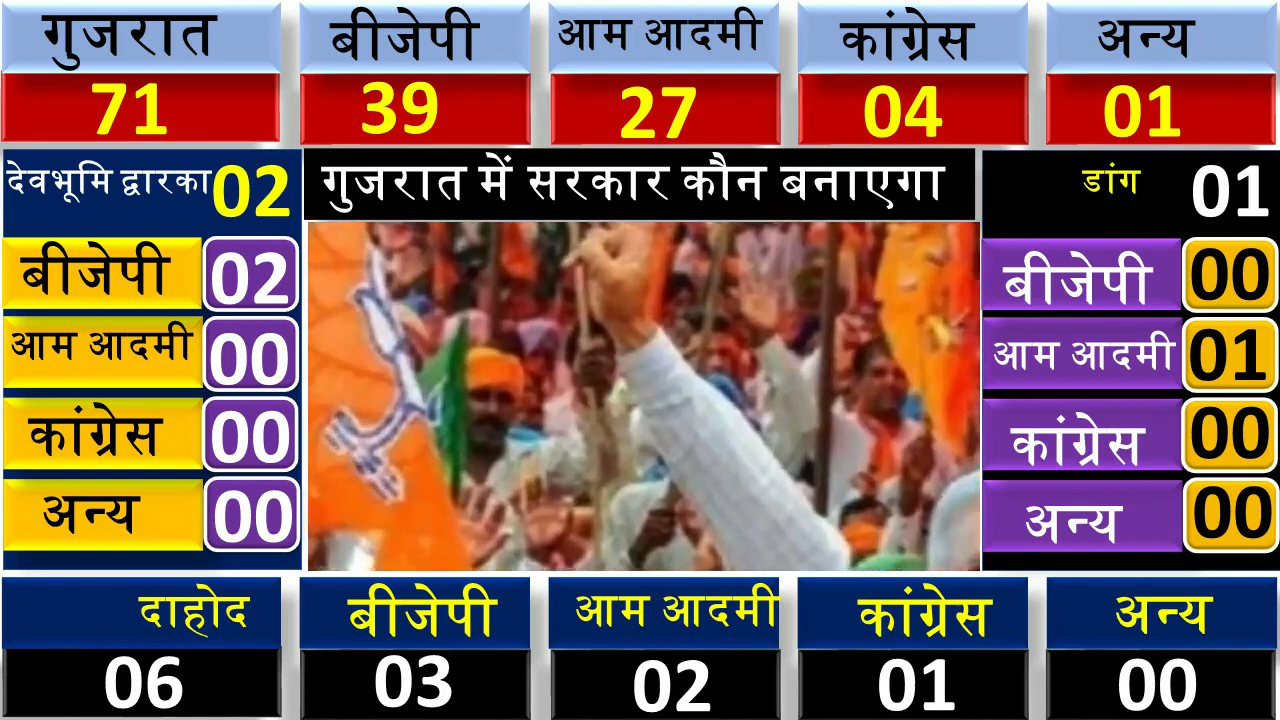 गुजरात बीजेपी आम आदमी कांग्रेस अन्य
71 39 27 04 01
देवभूमि द्वारका 02
बीजेपी 02
आम आदमी 00
कांग्रेस 00
अन्य 00
गुजरात में सरकार कौन बनाएगा
डांग 01
बीजेपी 00
आम आदमी 01
कांग्रेस 00
अन्य 00
दाहोद बीजेपी आम आदमी कांग्रेस अन्य
06 03 02 01 00